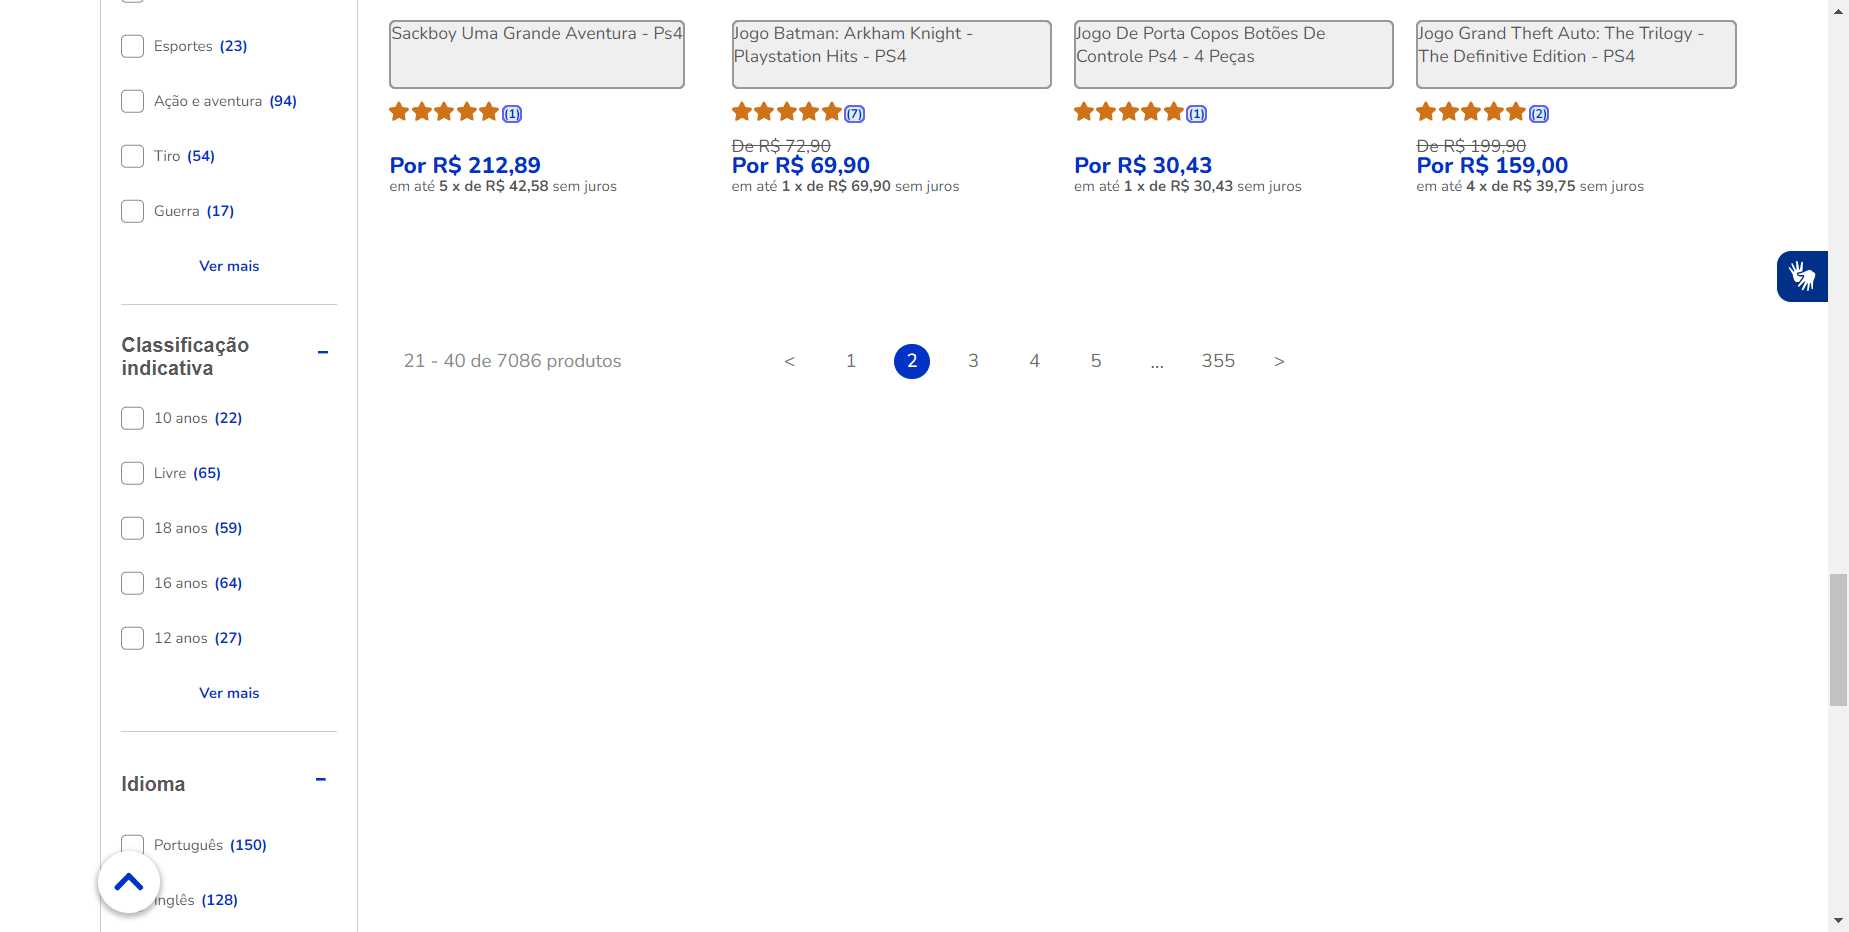 Esportes (23)
Ação e aventura (94)
Tiro (54)
Guerra (17)
Ver mais
Classificação
indicativa
–
10 anos (22)
Livre (65)
18 anos (59)
16 anos (64)
12 anos (27)
Ver mais
Idioma
–
Português (150)
Inglês (128)
Sackboy Uma Grande Aventura - Ps4
(1)
Por R$ 212,89
em até 5 x de R$ 42,58 sem juros
Jogo Batman: Arkham Knight -
Playstation Hits - PS4
(7)
De R$ 72,90
Por R$ 69,90
em até 1 x de R$ 69,90 sem juros
Jogo De Porta Copos Botões De
Controle Ps4 - 4 Peças
(1)
Por R$ 30,43
em até 1 x de R$ 30,43 sem juros
Jogo Grand Theft Auto: The Trilogy -
The Definitive Edition - PS4
(2)
De R$ 199,90
Por R$ 159,00
em até 4 x de R$ 39,75 sem juros
21 - 40 de 7086 produtos
< 1 2 3 4 5 ... 355 >